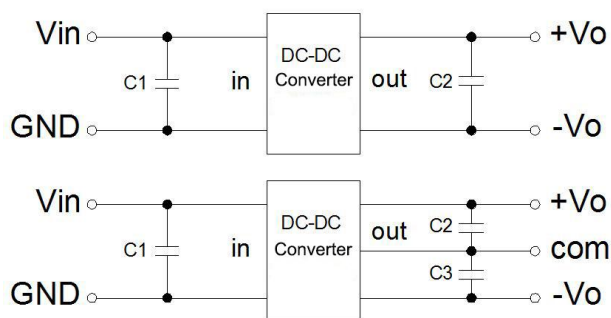 Vin
+Vo
DC-DC
Converter
C1
in
out
C2
GND
-Vo
Vin
+Vo
DC-DC
Converter
C1
in
out
C2
com
C3
GND
-Vo